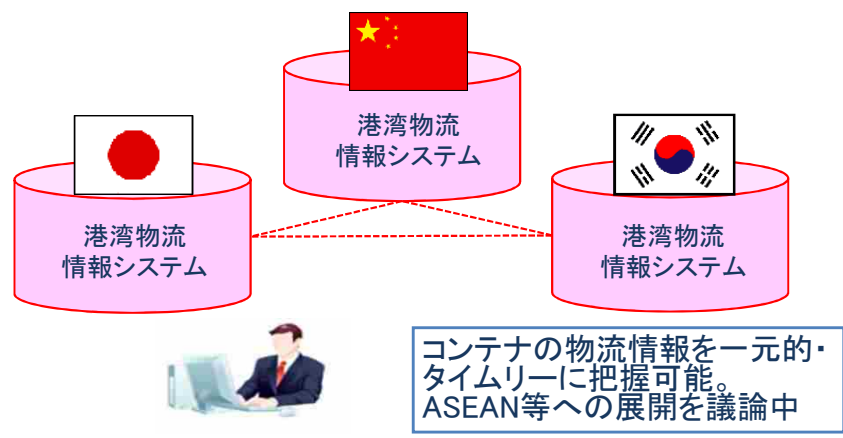 港湾物流
情報システム
港湾物流
情報システム
港湾物流
情報システム
コンテナの物流情報を一元的・
タイムリーに把握可能。
ASEAN等への展開を議論中